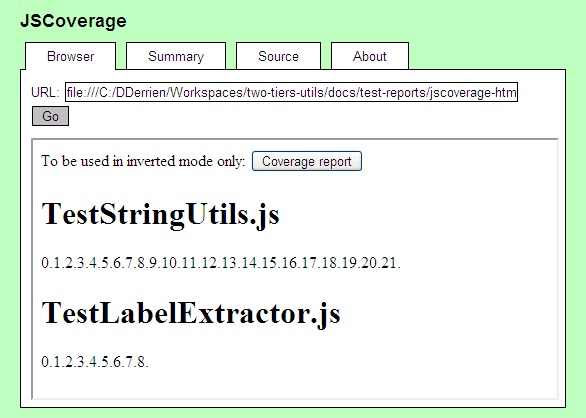 JSCoverage
Browser Summary Source About
URL: file:///C:/DDerrien/Workspaces/two-tiers-utils/docs/test-reports/jscoverage-htm
Go
To be used in inverted mode only: Coverage report
TestStringUtils.js
0.1.2.3.4.5.6.7.8.9.10.11.12.13.14.15.16.17.18.19.20.21.
TestLabelExtractor.js
0.1.2.3.4.5.6.7.8.